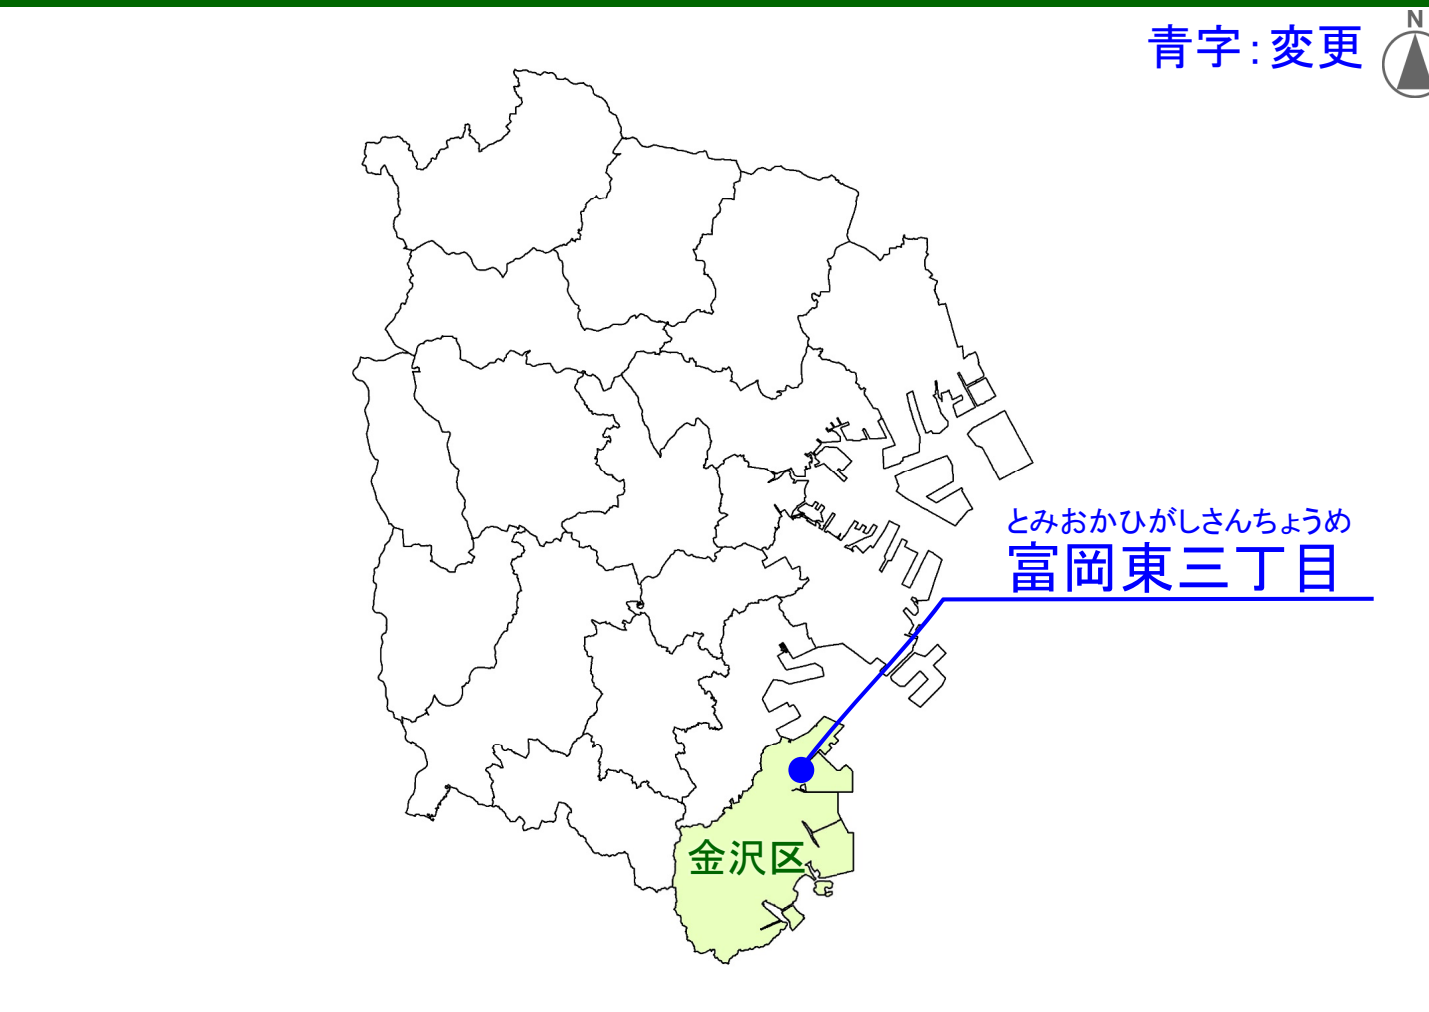 青字：変更
N
とみおかひがしさんちょうめ
富岡東三丁目
金沢区